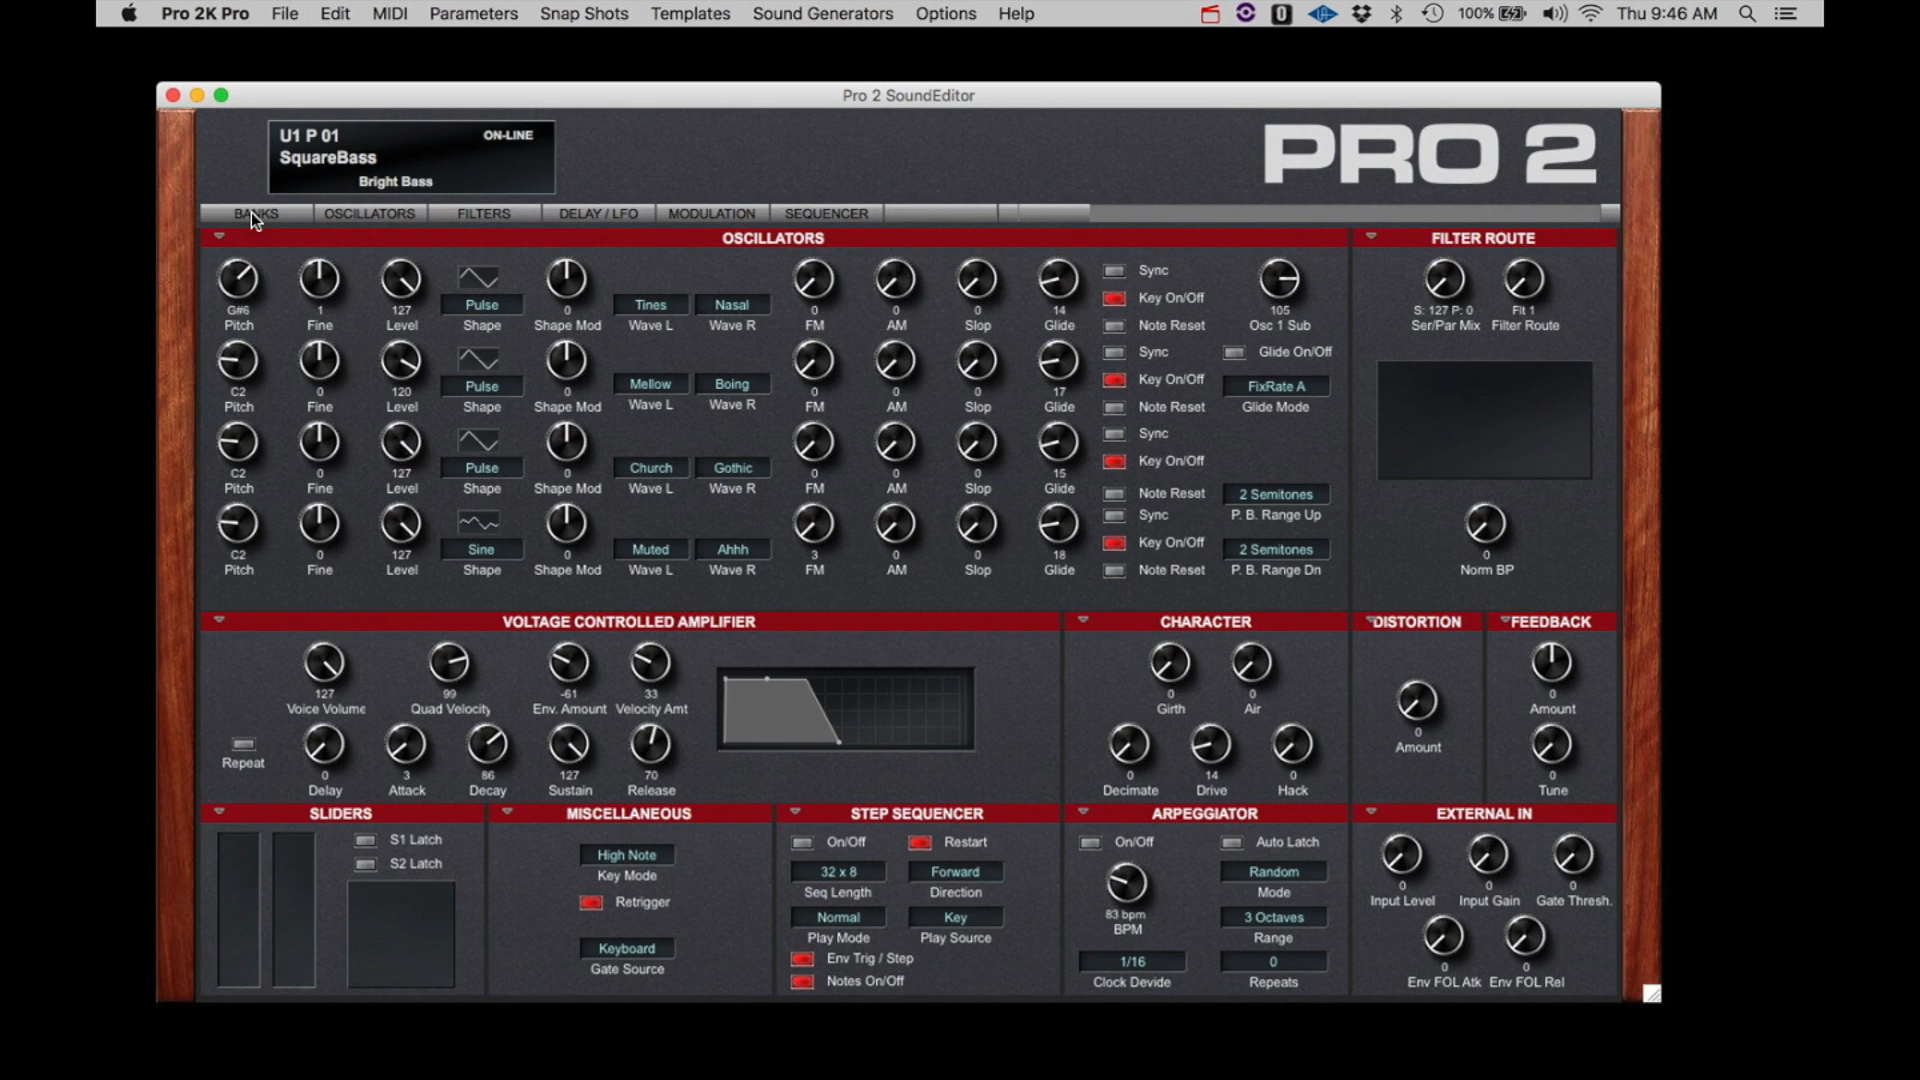 Pro 2K Pro File Edit MIDI Parameters Snap Shots Templates Sound Generators Options Help 100% Thu 9:46 AM
Pro 2 SoundEditor
U1 P 01 ON-LINE
SquareBass
Bright Bass
PRO 2
BANKS OSCILLATORS FILTERS DELAY / LFO MODULATION SEQUENCER
OSCILLATORS
G#6 1 127 Pulse 0 Tines Nasal 0 0 0 14
Pitch Fine Level Shape Shape Mod Wave L Wave R FM AM Slop Glide
C2 0 120 Pulse 0 Mellow Boing 0 0 0 17
Pitch Fine Level Shape Shape Mod Wave L Wave R FM AM Slop Glide
C2 0 127 Pulse 0 Church Gothic 0 0 0 15
Pitch Fine Level Shape Shape Mod Wave L Wave R FM AM Slop Glide
C2 0 127 Sine 0 Muted Ahhh 3 0 0 18
Pitch Fine Level Shape Shape Mod Wave L Wave R FM AM Slop Glide
Sync
Key On/Off
Note Reset
Sync
Key On/Off
Note Reset
Sync
Key On/Off
Note Reset
Sync
Key On/Off
Note Reset
105
Osc 1 Sub
Glide On/Off
FixRate A
Glide Mode
2 Semitones
P. B. Range Up
2 Semitones
P. B. Range Dn
FILTER ROUTE
S: 127 P: 0 Flt 1
Ser/Par Mix Filter Route
0
Norm BP
VOLTAGE CONTROLLED AMPLIFIER
127 99 -61 33
Voice Volume Quad Velocity Env. Amount Velocity Amt
Repeat
0 3 86 127 70
Delay Attack Decay Sustain Release
CHARACTER
0 0
Girth Air
0 14 0
Decimate Drive Hack
DISTORTION
0
Amount
FEEDBACK
0
Amount
0
Tune
SLIDERS
S1 Latch
S2 Latch
MISCELLANEOUS
High Note
Key Mode
Retrigger
Keyboard
Gate Source
STEP SEQUENCER
On/Off Restart
32 x 8 Forward
Seq Length Direction
Normal Key
Play Mode Play Source
Env Trig / Step
Notes On/Off
ARPEGGIATOR
On/Off Auto Latch
Random
Mode
83 bpm 3 Octaves
BPM Range
1/16 0
Clock Devide Repeats
EXTERNAL IN
0 0 0
Input Level Input Gain Gate Thresh.
0 0
Env FOL Atk Env FOL Rel